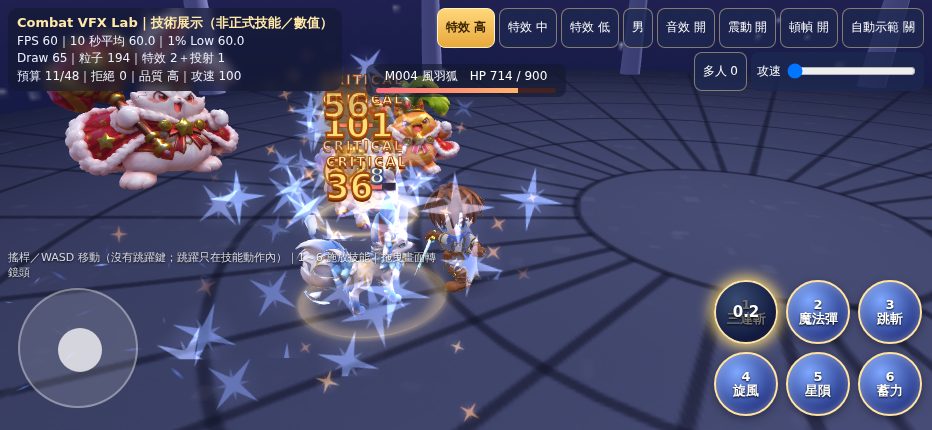 Combat VFX Lab｜技術展示（非正式技能／數值）
FPS 60｜10 秒平均 60.0｜1% Low 60.0
Draw 65｜粒子 194｜特效 2＋投射 1
預算 11/48｜拒絕 0｜品質 高｜攻速 100
特效 高
特效 中
特效 低
男
音效 開
震動 開
頓幀 開
自動示範 關
多人 0
攻速
M004 風羽狐 HP 714 / 900
56
101
CRITICAL
CRITICAL
36
8
搖桿／WASD 移動（沒有跳躍鍵；跳躍只在技能動作內）｜1–6 施放技能｜拖曳畫面轉
鏡頭
1
0.2
三連斬
2
魔法彈
3
跳斬
4
旋風
5
星隕
6
蓄力